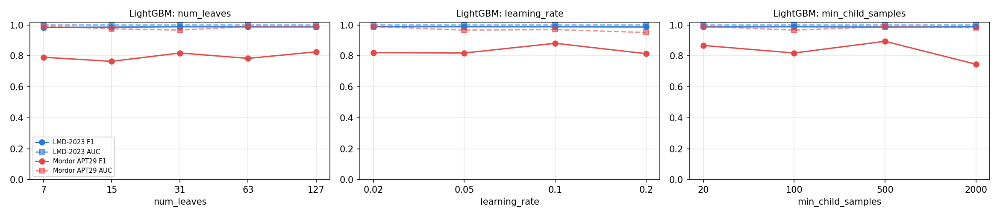 LightGBM: num_leaves
1.0
0.8
0.6
0.4
0.2
0.0
LMD-2023 F1
LMD-2023 AUC
Mordor APT29 F1
Mordor APT29 AUC
7 15 31 63 127
num_leaves
LightGBM: learning_rate
1.0
0.8
0.6
0.4
0.2
0.0
0.02 0.05 0.1 0.2
learning_rate
LightGBM: min_child_samples
1.0
0.8
0.6
0.4
0.2
0.0
20 100 500 2000
min_child_samples